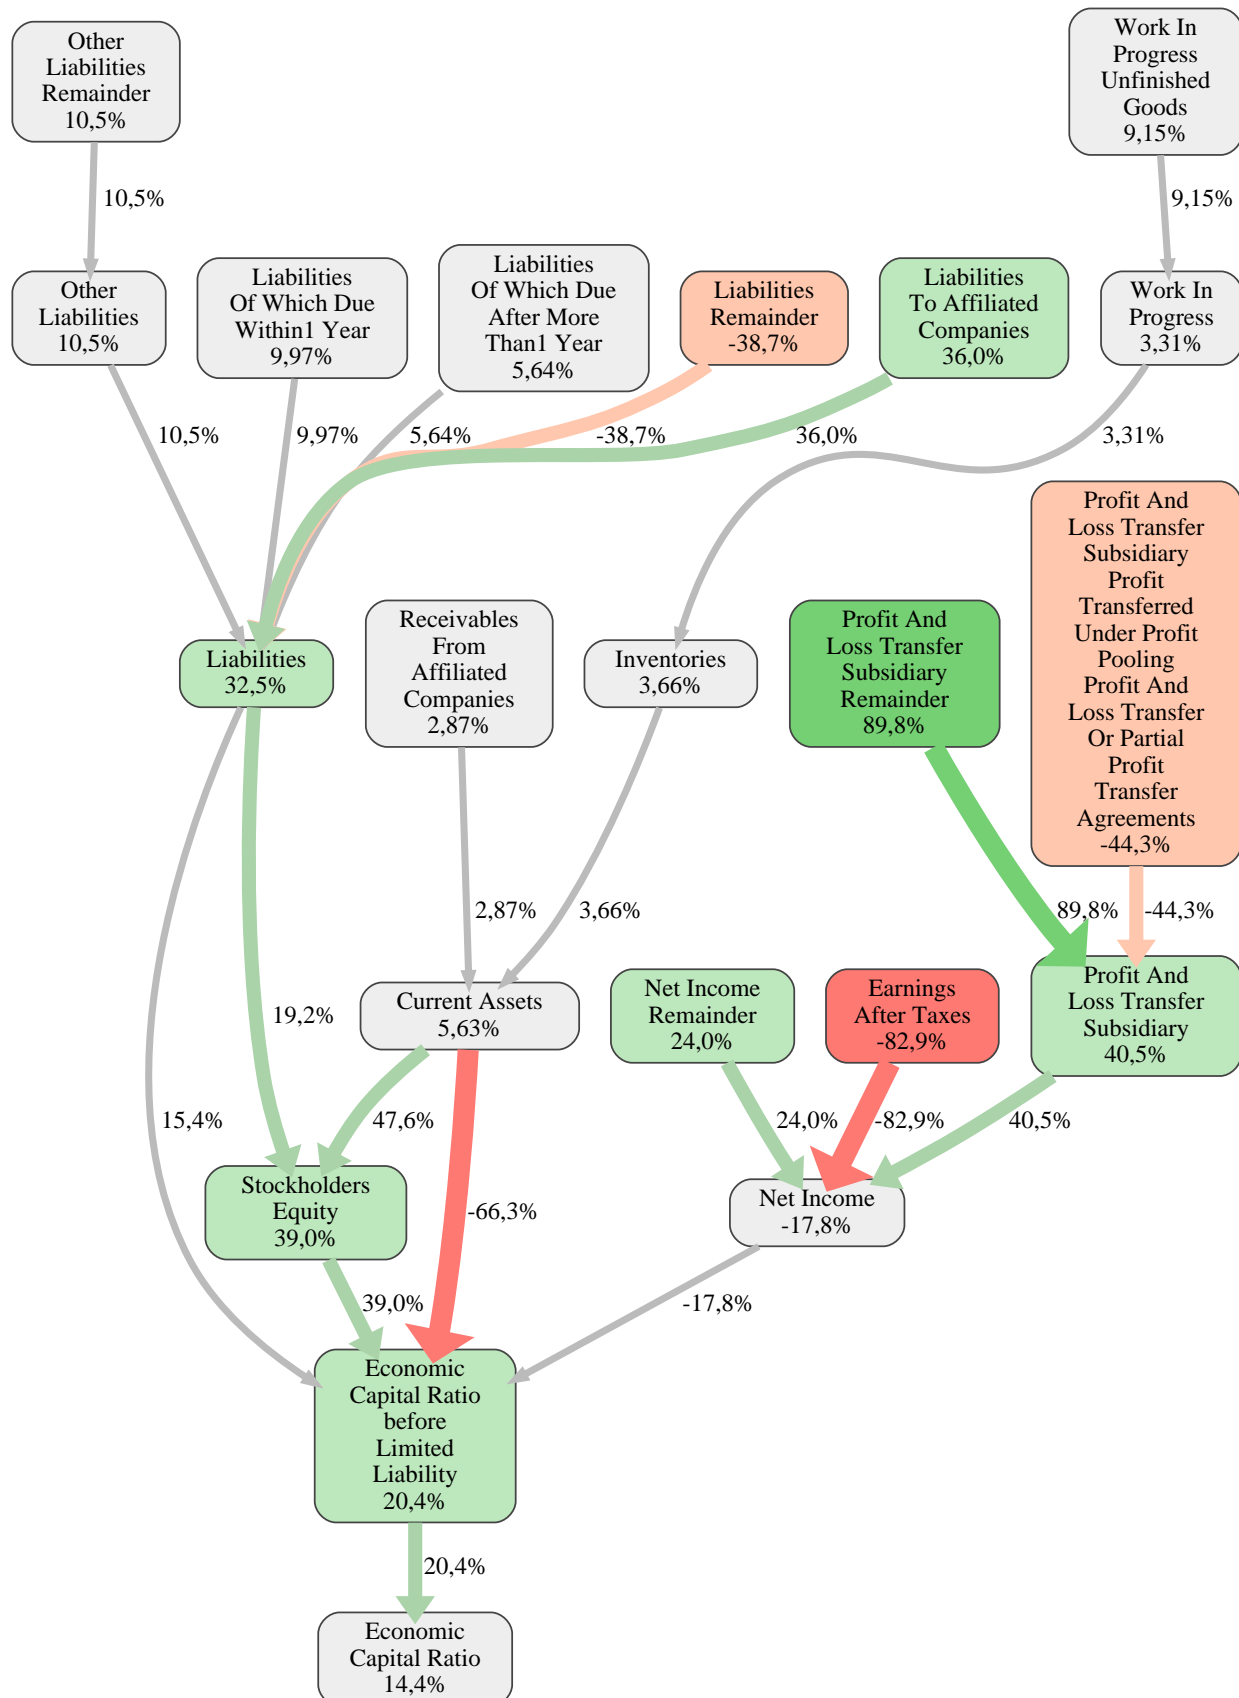 Other
Liabilities
Remainder
10,5%
Work In
Progress
Unfinished
Goods
9,15%
10,5%
9,15%
Other
Liabilities
10,5%
Liabilities
Of Which Due
Within1 Year
9,97%
Liabilities
Of Which Due
After More
Than1 Year
5,64%
Liabilities
Remainder
-38,7%
Liabilities
To Affiliated
Companies
36,0%
Work In
Progress
3,31%
10,5%
9,97%
5,64%
-38,7%
36,0%
3,31%
Liabilities
32,5%
Receivables
From
Affiliated
Companies
2,87%
Inventories
3,66%
Profit And
Loss Transfer
Subsidiary
Remainder
89,8%
Profit And
Loss Transfer
Subsidiary
Profit
Transferred
Under Profit
Pooling
Profit And
Loss Transfer
Or Partial
Profit
Transfer
Agreements
-44,3%
2,87%
3,66%
89,8%
-44,3%
19,2%
Current Assets
5,63%
Net Income
Remainder
24,0%
Earnings
After Taxes
-82,9%
Profit And
Loss Transfer
Subsidiary
40,5%
15,4%
47,6%
24,0%
-82,9%
40,5%
Stockholders
Equity
39,0%
-66,3%
Net Income
-17,8%
39,0%
-17,8%
Economic
Capital Ratio
before
Limited
Liability
20,4%
20,4%
Economic
Capital Ratio
14,4%